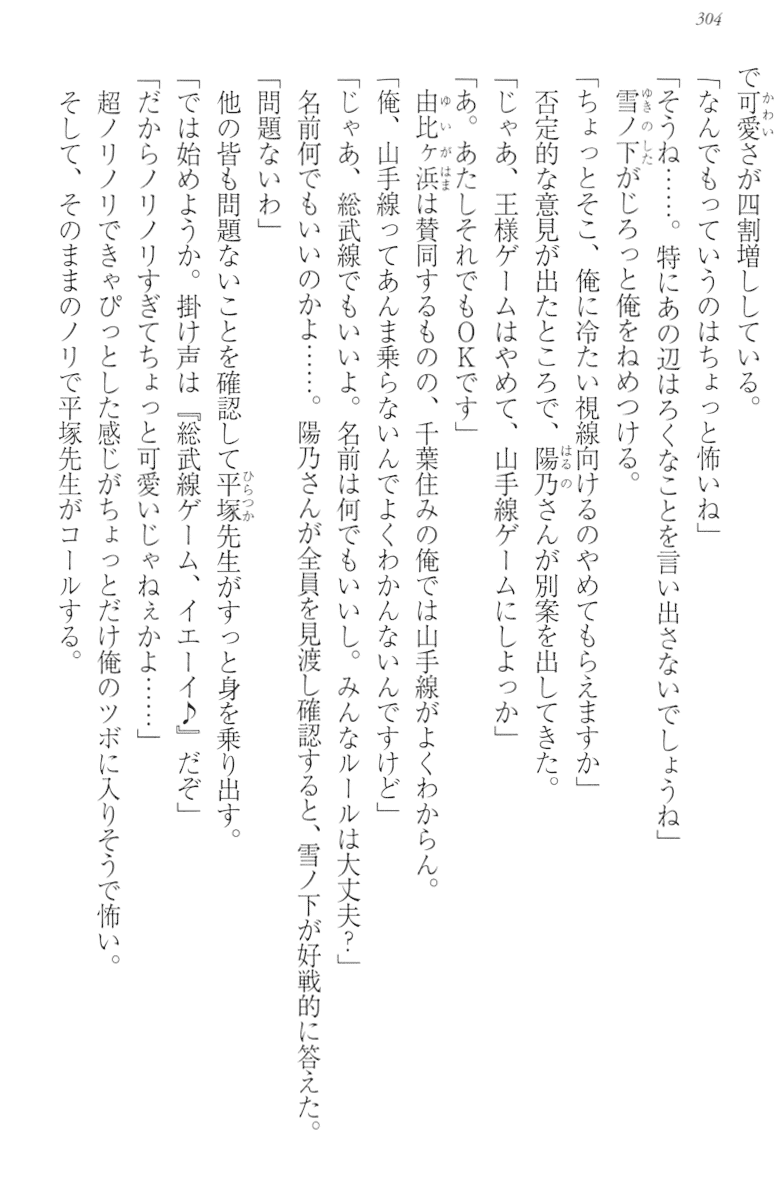 304
で可愛さが四割増ししている。
「なんでもっていうのはちょっと怖いね」
「そうね……。特にあの辺はろくなことを言い出さないでしょうね」
雪ノ下がじろっと俺をねめつける。
「ちょっとそこ、俺に冷たい視線向けるのやめてもらえますか」
否定的な意見が出たところで、陽乃さんが別案を出してきた。
「じゃあ、王様ゲームはやめて、山手線ゲームにしよっか」
「あ。あたしそれでもOKです」
由比ヶ浜は賛同するものの、千葉住みの俺では山手線がよくわからん。
「俺、山手線ってあんま乗らないんでよくわかんないんですけど」
「じゃあ、総武線でもいいよ。名前は何でもいいし。みんなルールは大丈夫？」
名前何でもいいのかよ……。陽乃さんが全員を見渡し確認すると、雪ノ下が好戦的に答えた。
「問題ないわ」
他の皆も問題ないことを確認して平塚先生がすっと身を乗り出す。
「では始めようか。掛け声は『総武線ゲーム、イエーイ♪』だぞ」
「だからノリノリすぎてちょっと可愛いじゃねぇかよ……」
超ノリノリできゃぴっとした感じがちょっとだけ俺のツボに入りそうで怖い。
そして、そのままのノリで平塚先生がコールする。